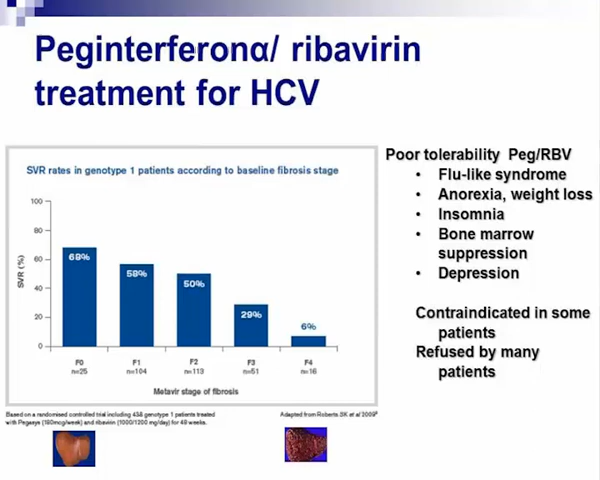 Peginterferonα/ ribavirin
treatment for HCV
SVR rates in genotype 1 patients according to baseline fibrosis stage
SVR (%)
100
80
60
40
20
0
68%
58%
50%
29%
6%
F0
n=25
F1
n=104
F2
n=113
F3
n=51
F4
n=16
Metavir stage of fibrosis
Based on a randomised controlled trial including 438 genotype 1 patients treated
with Pegasys (180mcg/week) and ribavirin (1000/1200 mg/day) for 48 weeks.
Adapted from Roberts SK et al 2009
Poor tolerability Peg/RBV
• Flu-like syndrome
• Anorexia, weight loss
• Insomnia
• Bone marrow
suppression
• Depression
Contraindicated in some
patients
Refused by many
patients